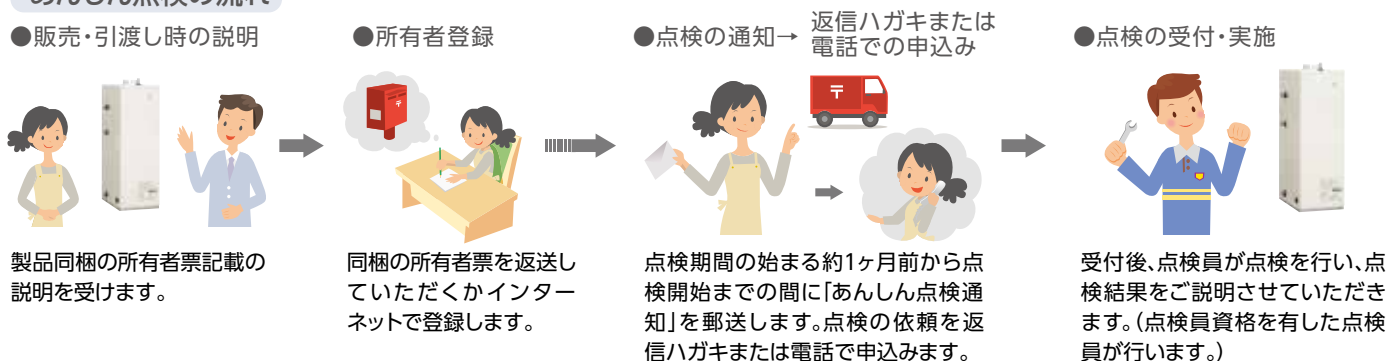 あんしん点検の流れ
●販売・引渡し時の説明
製品同梱の所有者票記載の
説明を受けます。
●所有者登録
〒
同梱の所有者票を返送し
ていただくかインター
ネットで登録します。
●点検の通知→
返信ハガキまたは
電話での申込み
〒
点検期間の始まる約1ヶ月前から点
検開始までの間に「あんしん点検通
知」を郵送します。点検の依頼を返
信ハガキまたは電話で申込みます。
●点検の受付・実施
受付後、点検員が点検を行い、点
検結果をご説明させていただき
ます。(点検員資格を有した点検
員が行います。)